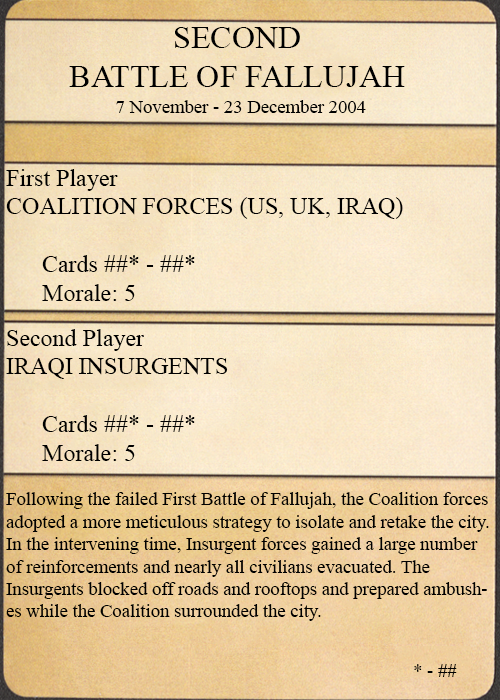 SECOND
BATTLE OF FALLUJAH
7 November - 23 December 2004
First Player
COALITION FORCES (US, UK, IRAQ)
Cards ##* - ##*
Morale: 5
Second Player
IRAQI INSURGENTS
Cards ##* - ##*
Morale: 5
Following the failed First Battle of Fallujah, the Coalition forces
adopted a more meticulous strategy to isolate and retake the city.
In the intervening time, Insurgent forces gained a large number
of reinforcements and nearly all civilians evacuated. The
Insurgents blocked off roads and rooftops and prepared ambush-
es while the Coalition surrounded the city.
* - ##